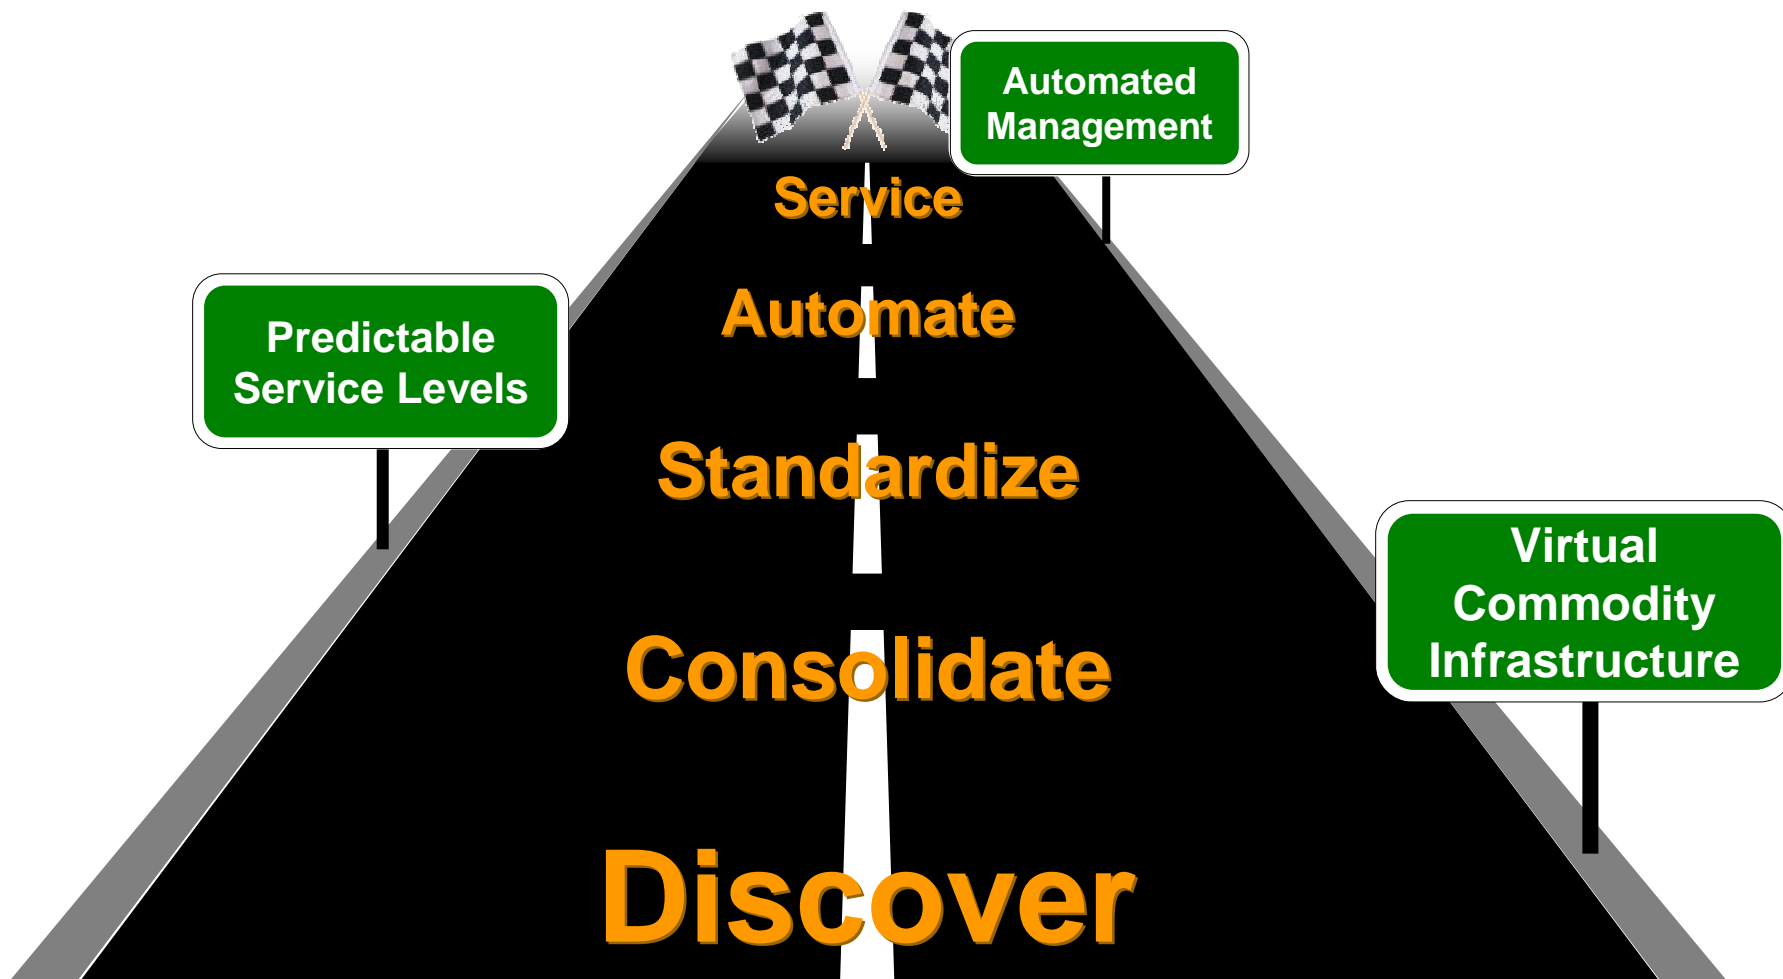 Automated
Management
Service
Automate
Predictable
Service Levels
Standardize
Virtual
Commodity
Infrastructure
Consolidate
Discover